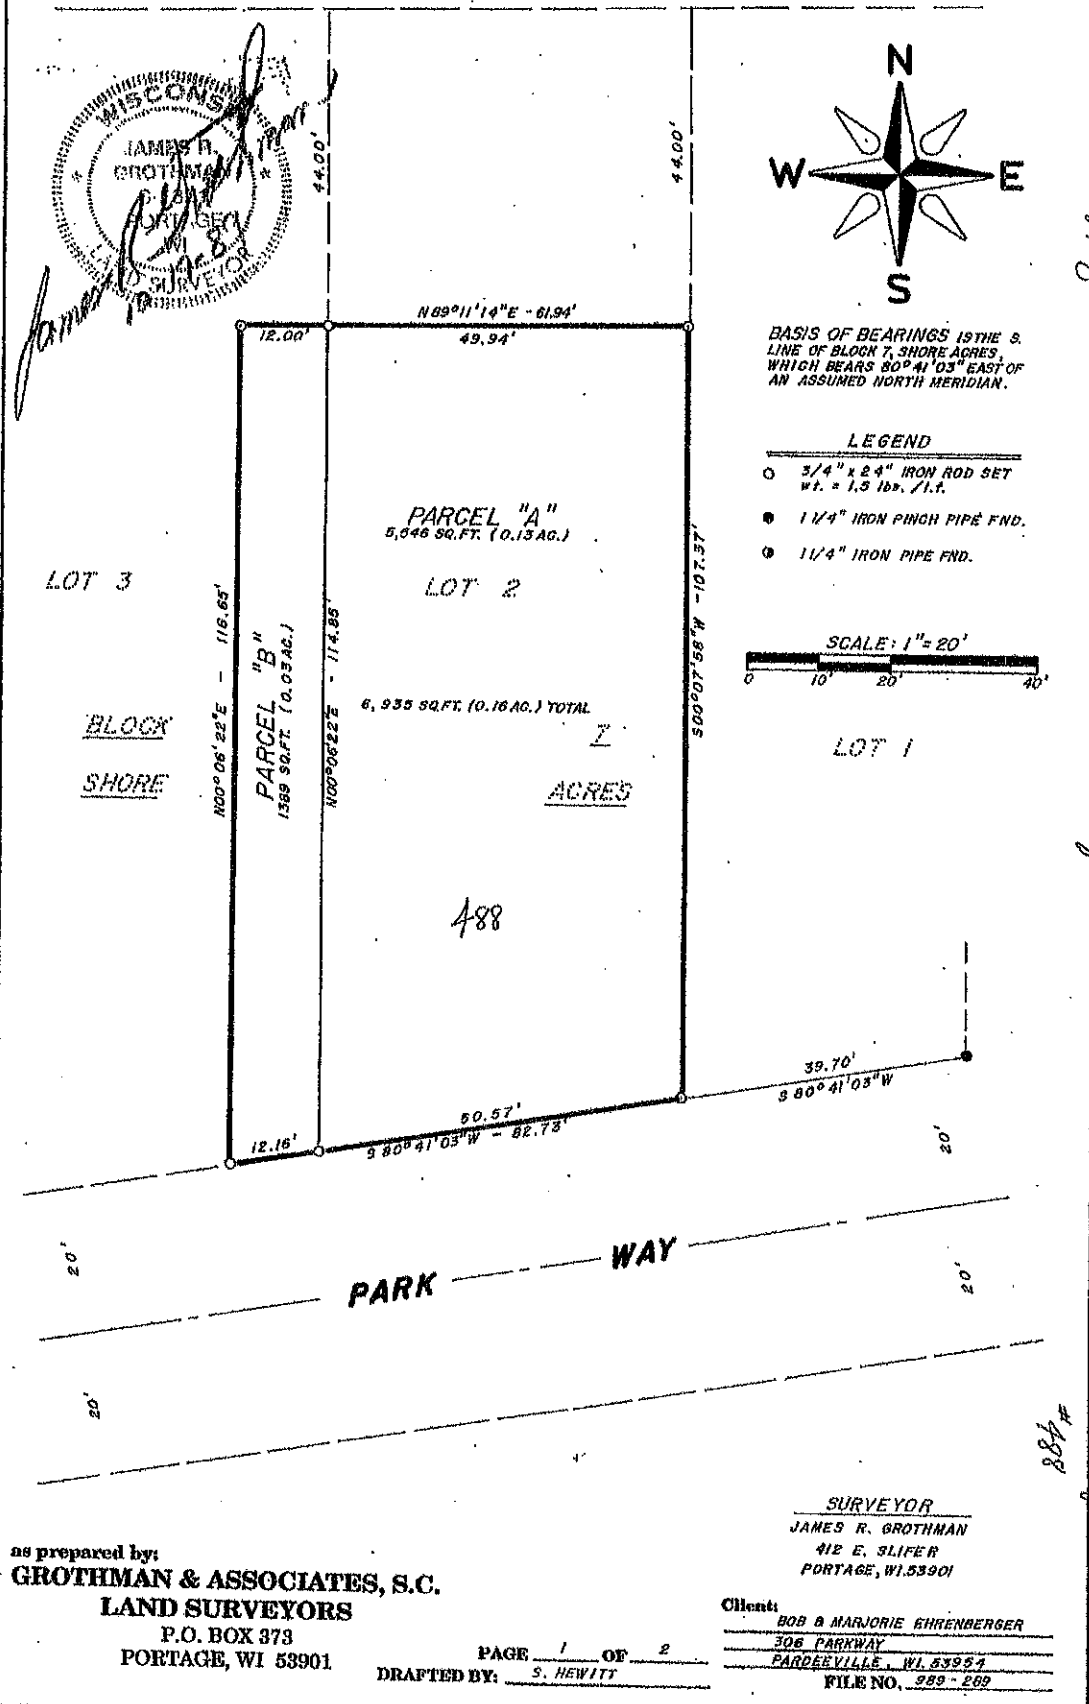 WISCONSIN
JAMES R.
GROTHMAN
PORTAGE,
WI
LAND SURVEYOR
44.00'
44.00'
N
W E
S
N89°11'14"E - 61.94'
12.00' 49.94'
BASIS OF BEARINGS IS THE S.
LINE OF BLOCK 7, SHORE ACRES,
WHICH BEARS 80°41'03" EAST OF
AN ASSUMED NORTH MERIDIAN.
LEGEND
3/4" x 24" IRON ROD SET
wt. = 1.5 lbs./l.f.
1 1/4" IRON PINCH PIPE FND.
1 1/4" IRON PIPE FND.
SCALE: 1"=20'
0 10' 20' 40'
PARCEL "A"
5,546 SQ.FT. (0.13 AC.)
LOT 3
LOT 2
LOT 1
N00°06'22"E - 116.65'
PARCEL "B"
1389 SQ.FT. (0.03 AC.)
N00°06'22"E - 114.85'
S00°07'58"W - 107.37'
6,935 SQ.FT. (0.16 AC.) TOTAL
BLOCK 7
SHORE ACRES
488
39.70'
S 80°41'03"W
50.57'
12.16'
S 80°41'03"W - 62.73'
20'
20'
20'
20'
PARK WAY
#488
SURVEYOR
JAMES R. GROTHMAN
412 E. SLIFER
PORTAGE, WI. 53901
as prepared by:
GROTHMAN & ASSOCIATES, S.C.
LAND SURVEYORS
P.O. BOX 373
PORTAGE, WI 53901
PAGE 1 OF 2
DRAFTED BY: S. HEWITT
Client:
BOB & MARJORIE EHRENBERGER
306 PARKWAY
PARDEEVILLE, WI. 53954
FILE NO. 989-289